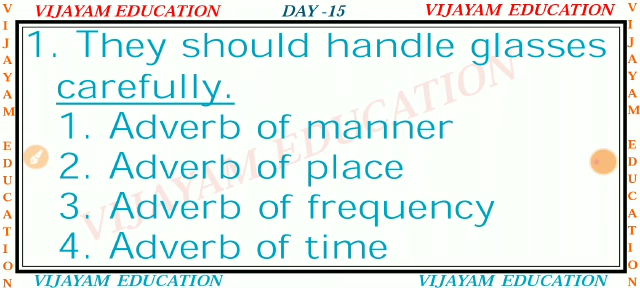 VIJAYAM EDUCATION DAY -15 VIJAYAM EDUCATION
1. They should handle glasses
carefully.
1. Adverb of manner
2. Adverb of place
3. Adverb of frequency
4. Adverb of time
VIJAYAM EDUCATION
VIJAYAM EDUCATION
VIJAYAM EDUCATION
VIJAYAM EDUCATION VIJAYAM EDUCATION